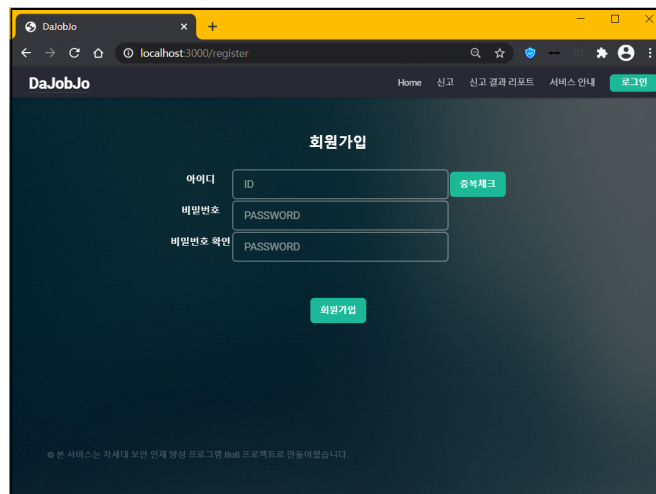 DaJobJo
localhost:3000/register
DaJobJo Home 신고 신고 결과 리포트 서비스 안내 로그인
회원가입
아이디 ID 중복체크
비밀번호 PASSWORD
비밀번호 확인 PASSWORD
회원가입
© 본 서비스는 차세대 보안 인재 양성 프로그램 BoB 프로젝트로 만들어졌습니다.